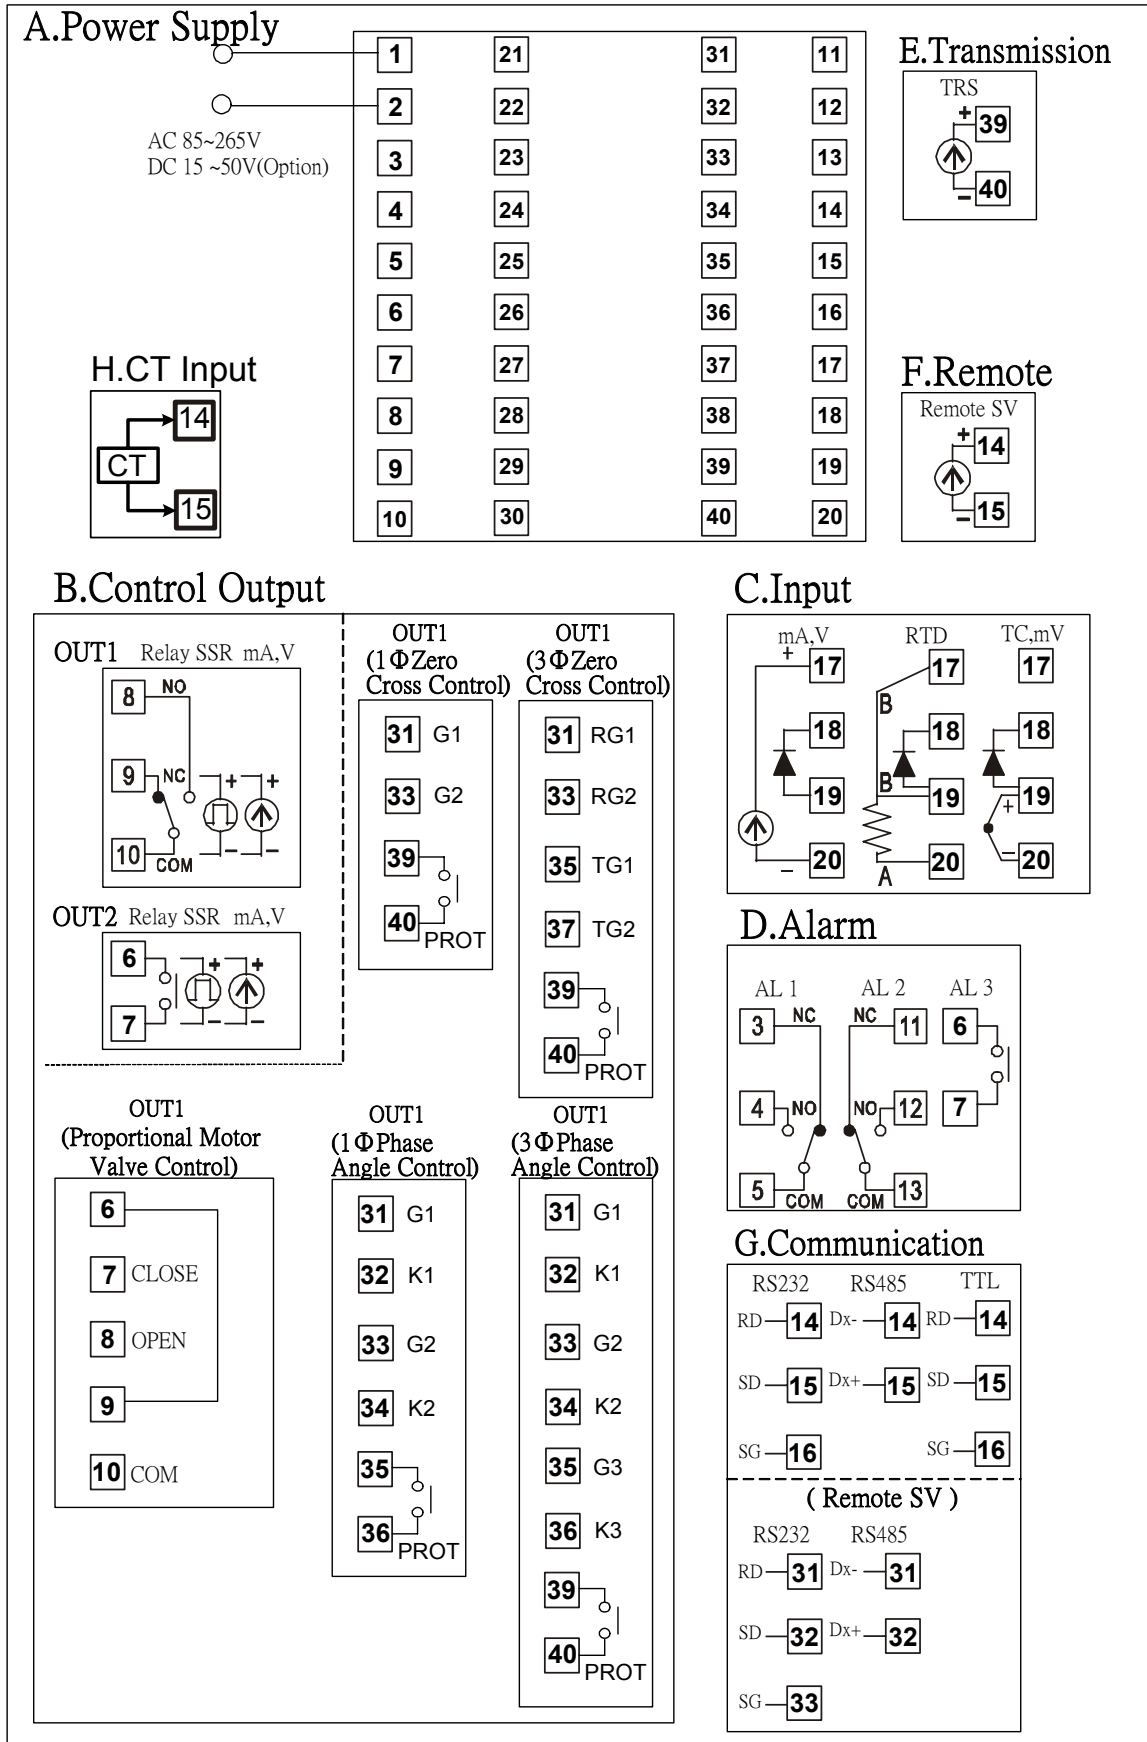 A.Power Supply
AC 85~265V
DC 15 ~50V(Option)
1 21 31 11
2 22 32 12
3 23 33 13
4 24 34 14
5 25 35 15
6 26 36 16
7 27 37 17
8 28 38 18
9 29 39 19
10 30 40 20
E.Transmission
TRS
+ 39
− 40
H.CT Input
CT
14
15
F.Remote
Remote SV
+ 14
− 15
B.Control Output
OUT1 Relay SSR mA,V
8 NO
9 NC + +
10 COM − −
OUT2 Relay SSR mA,V
6 + +
7 − −
OUT1
(1ΦZero
Cross Control)
31 G1
33 G2
39
40 PROT
OUT1
(3ΦZero
Cross Control)
31 RG1
33 RG2
35 TG1
37 TG2
39
40 PROT
OUT1
(Proportional Motor
Valve Control)
6
7 CLOSE
8 OPEN
9
10 COM
OUT1
(1ΦPhase
Angle Control)
31 G1
32 K1
33 G2
34 K2
35
36 PROT
OUT1
(3ΦPhase
Angle Control)
31 G1
32 K1
33 G2
34 K2
35 G3
36 K3
39
40 PROT
C.Input
mA,V RTD TC,mV
+ 17 17 17
B
18 18 18
B
19 19 + 19
− 20 A 20 − 20
D.Alarm
AL 1 AL 2 AL 3
3 NC NC 11 6
4 NO NO 12 7
5 COM COM 13
G.Communication
RS232 RS485 TTL
RD 14 Dx- 14 RD 14
SD 15 Dx+ 15 SD 15
SG 16 SG 16
( Remote SV )
RS232 RS485
RD 31 Dx- 31
SD 32 Dx+ 32
SG 33